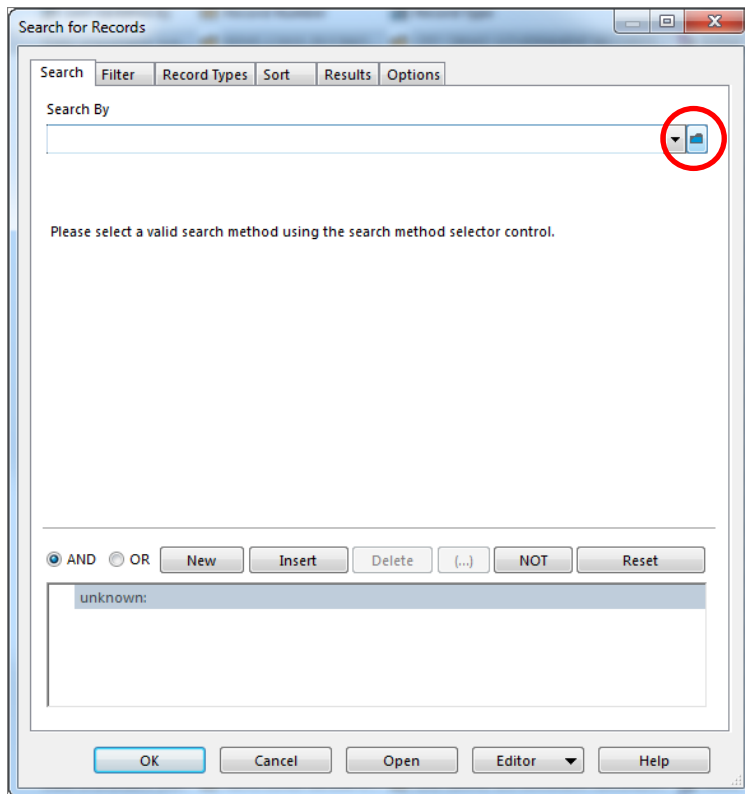 Search for Records
Search Filter Record Types Sort Results Options
Search By
Please select a valid search method using the search method selector control.
AND OR New Insert Delete (...) NOT Reset
unknown:
OK Cancel Open Editor Help